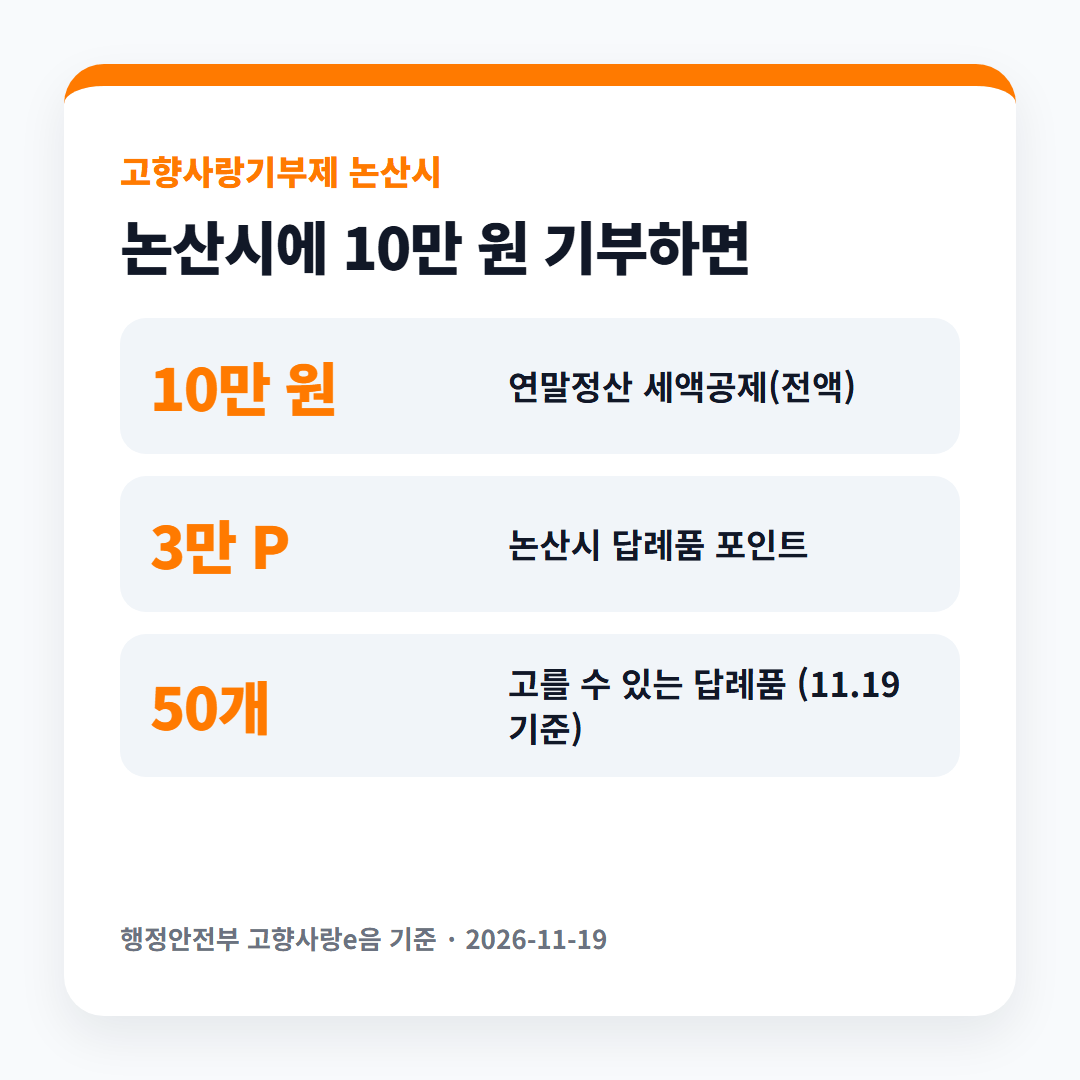 고향사랑기부제 논산시
논산시에 10만 원 기부하면
10만 원
연말정산 세액공제(전액)
3만 P
논산시 답례품 포인트
50개
고를 수 있는 답례품 (11.19
기준)
행정안전부 고향사랑e음 기준 · 2026-11-19